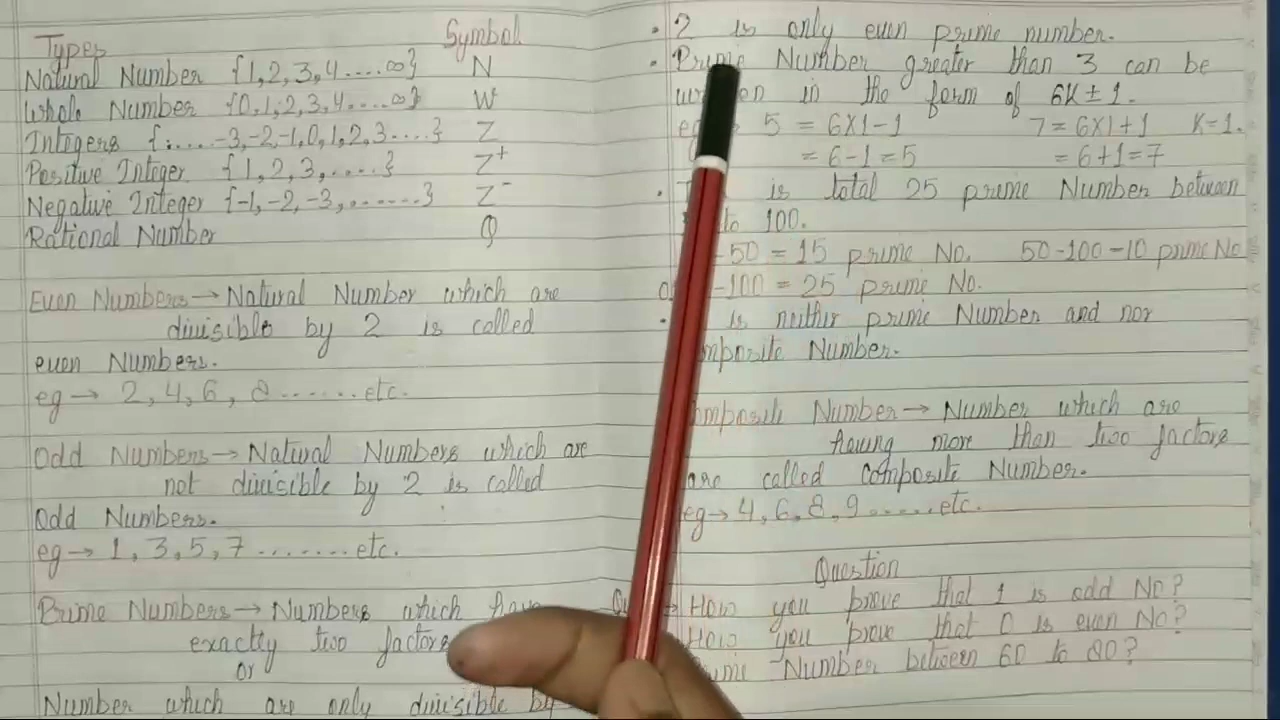 Types Symbol
Natural Number {1,2,3,4....∞} N
Whole Number {0,1,2,3,4....∞} W
Integers {:....-3,-2,-1,0,1,2,3....} Z
Positive Integer {1,2,3,.....} Z+
Negative Integer {-1,-2,-3,.......} Z-
Rational Number Q
Even Numbers→Natural Number which are
divisible by 2 is called
even Numbers.
eg→ 2,4,6,8......etc.
Odd Numbers→Natural Numbers which are
not divisible by 2 is called
Odd Numbers.
eg→ 1,3,5,7........etc.
Prime Numbers→ Numbers which have
exactly two factors
or
Number which are only divisible by
• 2 is only even prime number.
• Prime Number greater than 3 can be
in the form of 6K±1.
5 = 6X1-1 7=6X1+1 K=1.
=6-1=5 =6+1=7
is total 25 prime Number between
to 100.
-50=15 prime No. 50-100-10 prime No
-100=25 prime No.
is neither prime Number and nor
Number.
Number→ Number which are
having more than two factors
are called composite Number.
eg→4,6,8,9......etc.
Question
How you prove that 1 is odd No?
How you prove that 0 is even No?
Number between 60 to 80?